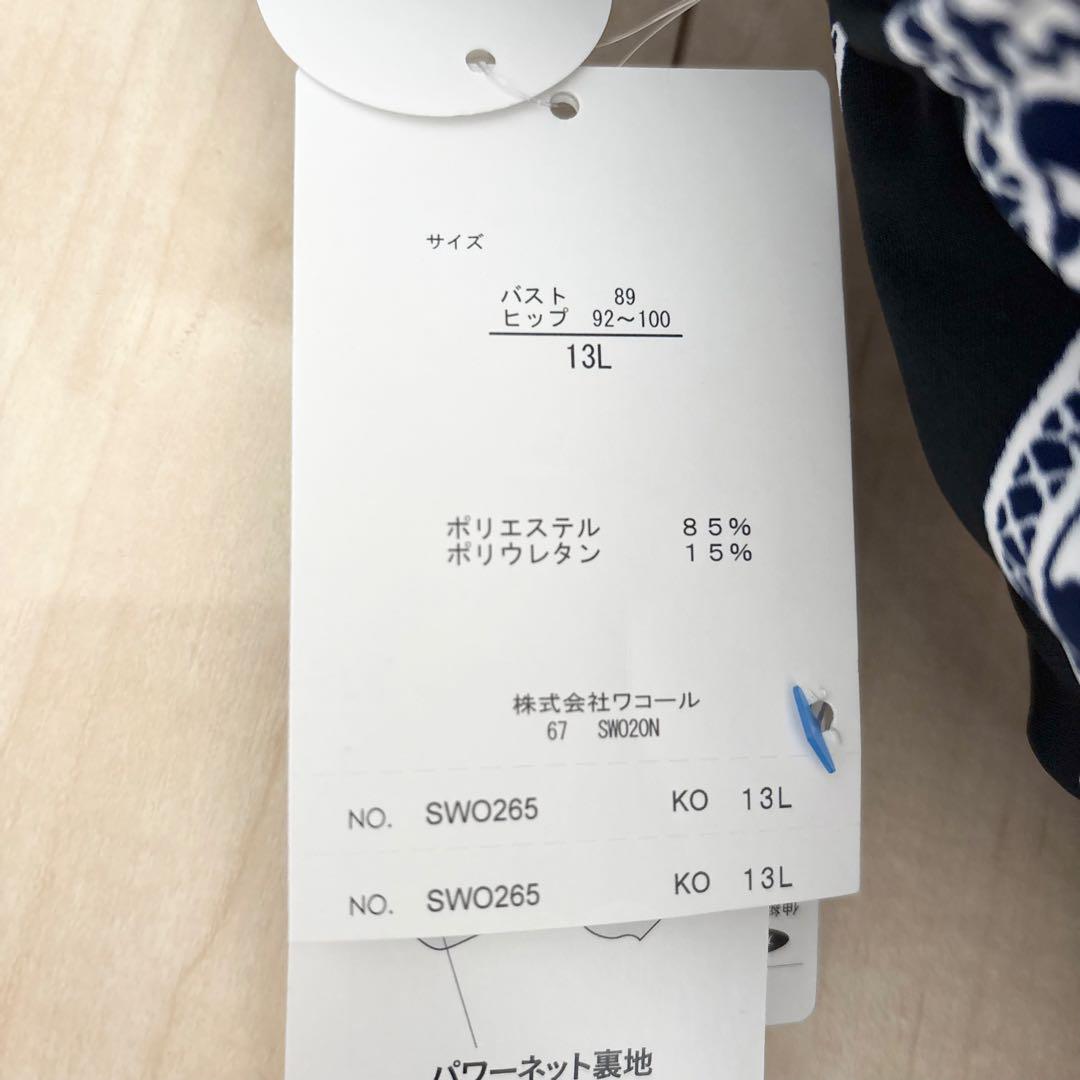 サイズ
バスト 89
ヒップ 92～100
13L
ポリエステル 85%
ポリウレタン 15%
株式会社ワコール
67 SWO20N
NO. SWO265 KO 13L
NO. SWO265 KO 13L
パワーネット裏地